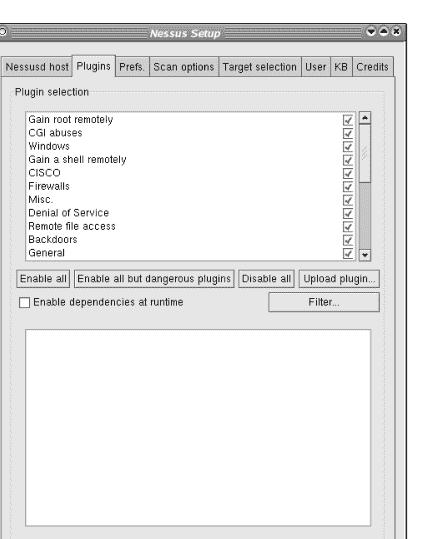 Nessus Setup
Nessusd host Plugins Prefs. Scan options Target selection User KB Credits
Plugin selection
Gain root remotely
CGI abuses
Windows
Gain a shell remotely
CISCO
Firewalls
Misc.
Denial of Service
Remote file access
Backdoors
General
Enable all Enable all but dangerous plugins Disable all Upload plugin...
Enable dependencies at runtime Filter...